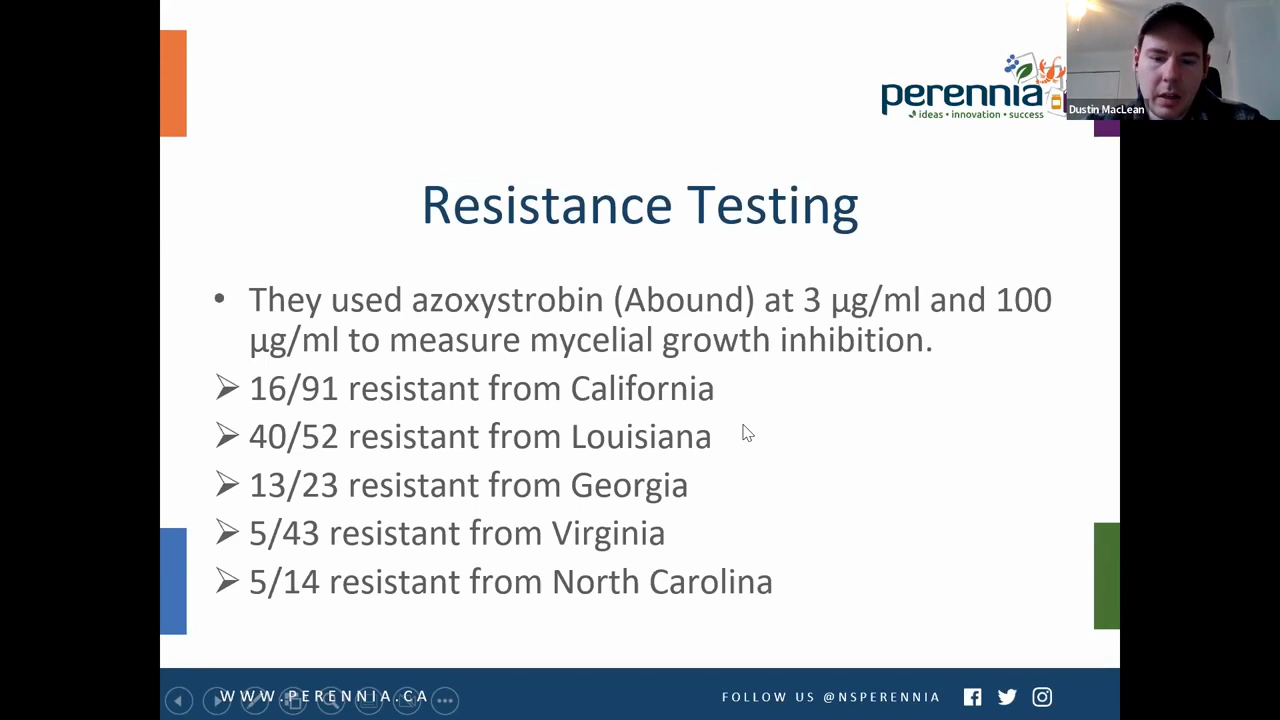 perennia
ideas • innovation • success
Dustin MacLean
Resistance Testing
• They used azoxystrobin (Abound) at 3 µg/ml and 100
µg/ml to measure mycelial growth inhibition.
➢ 16/91 resistant from California
➢ 40/52 resistant from Louisiana
➢ 13/23 resistant from Georgia
➢ 5/43 resistant from Virginia
➢ 5/14 resistant from North Carolina
WWW.PERENNIA.CA
FOLLOW US @NSPERENNIA